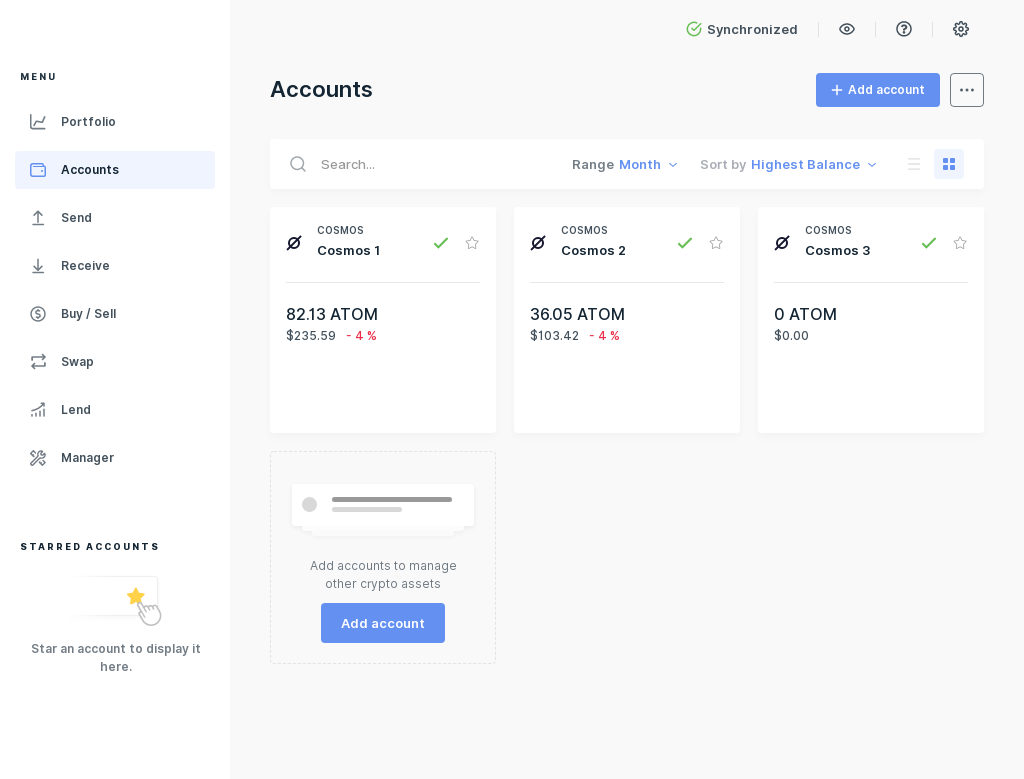 Synchronized
MENU
Portfolio
Accounts
Send
Receive
Buy / Sell
Swap
Lend
Manager
STARRED ACCOUNTS
Star an account to display it
here.
Accounts
Add account
Search...
Range Month
Sort by Highest Balance
COSMOS
Cosmos 1
82.13 ATOM
$235.59 - 4 %
COSMOS
Cosmos 2
36.05 ATOM
$103.42 - 4 %
COSMOS
Cosmos 3
0 ATOM
$0.00
Add accounts to manage
other crypto assets
Add account